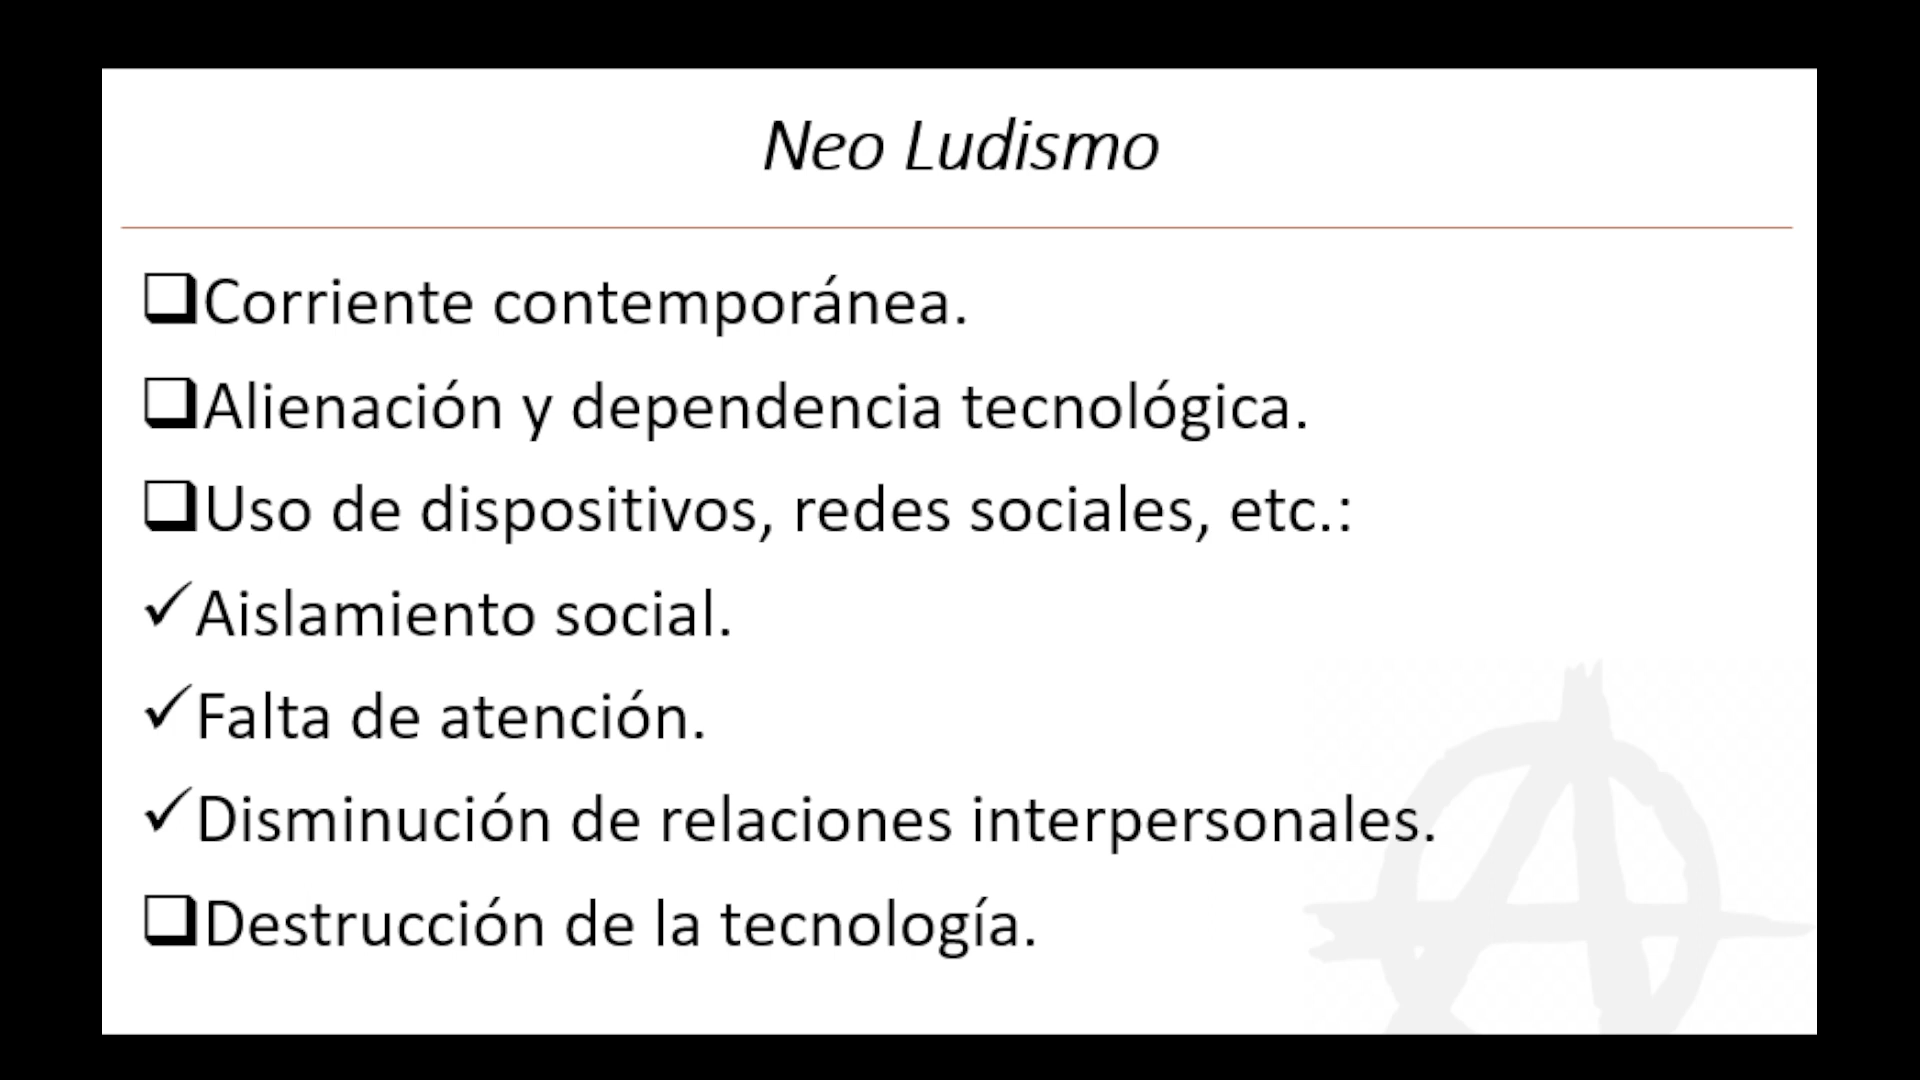 Neo Ludismo
Corriente contemporánea.
Alienación y dependencia tecnológica.
Uso de dispositivos, redes sociales, etc.:
Aislamiento social.
Falta de atención.
Disminución de relaciones interpersonales.
Destrucción de la tecnología.